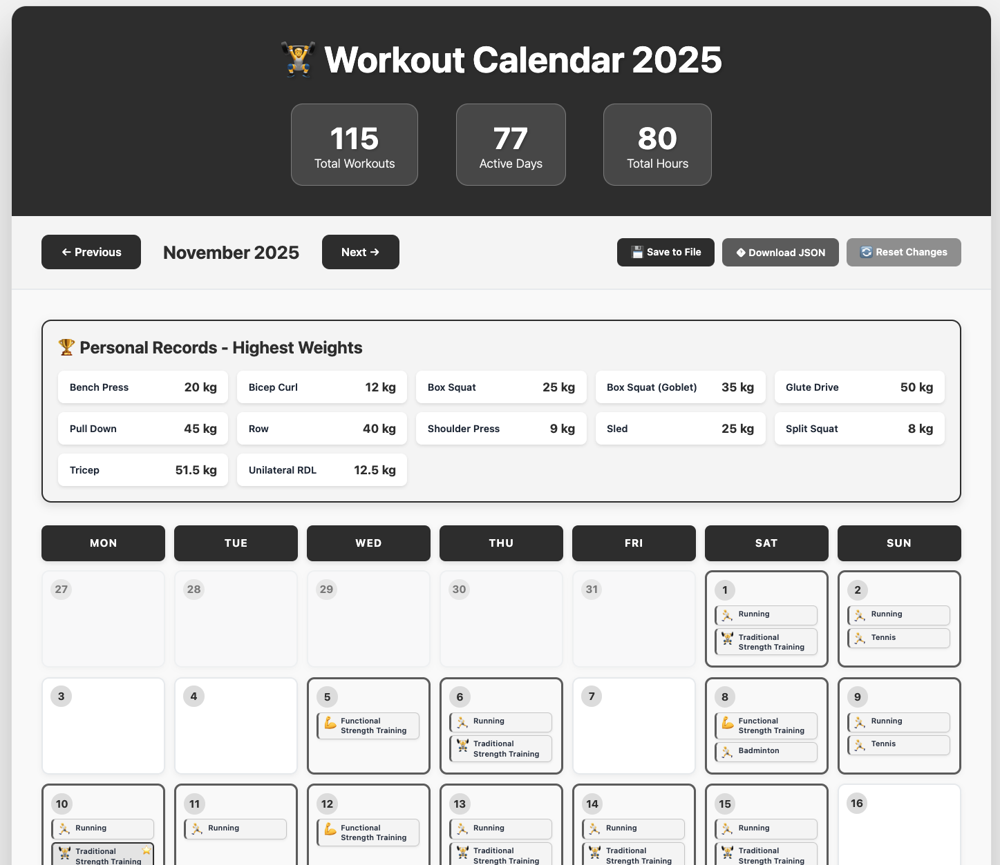 Workout Calendar 2025
115
Total Workouts
77
Active Days
80
Total Hours
← Previous
November 2025
Next →
Save to File
Download JSON
Reset Changes
Personal Records - Highest Weights
Bench Press 20 kg
Bicep Curl 12 kg
Box Squat 25 kg
Box Squat (Goblet) 35 kg
Glute Drive 50 kg
Pull Down 45 kg
Row 40 kg
Shoulder Press 9 kg
Sled 25 kg
Split Squat 8 kg
Tricep 51.5 kg
Unilateral RDL 12.5 kg
MON TUE WED THU FRI SAT SUN
27
28
29
30
31
1
Running
Traditional
Strength Training
2
Running
Tennis
3
4
5
Functional
Strength Training
6
Running
Traditional
Strength Training
7
8
Functional
Strength Training
Badminton
9
Running
Tennis
10
Running
Traditional
Strength Training
11
Running
12
Functional
Strength Training
13
Running
Traditional
Strength Training
14
Running
Traditional
Strength Training
15
Running
Traditional
Strength Training
16